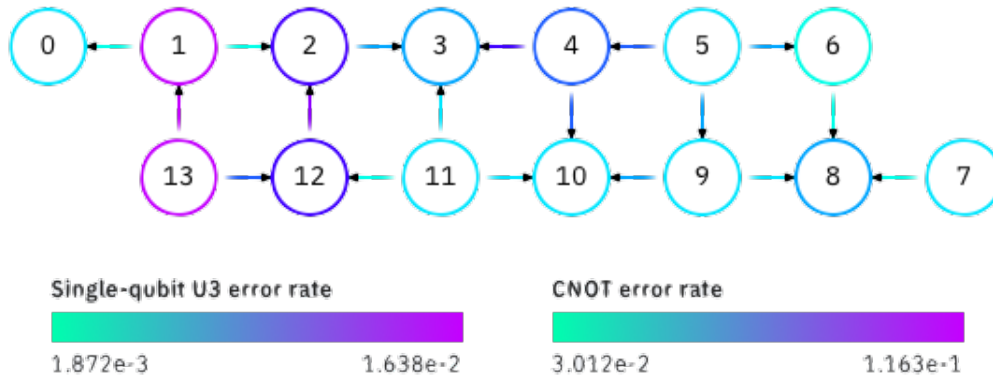 0 1 2 3 4 5 6
13 12 11 10 9 8 7
Single-qubit U3 error rate CNOT error rate
1.872e-3 1.638e-2 3.012e-2 1.163e-1